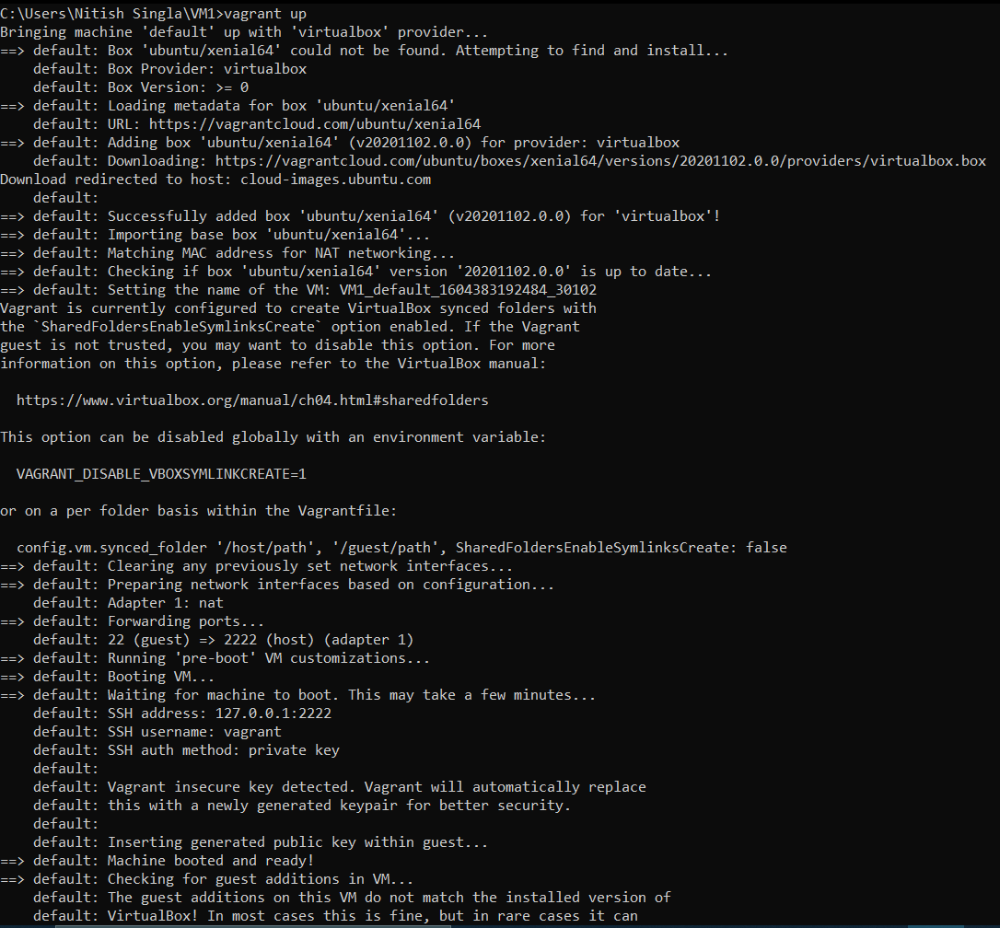 C:\Users\Nitish Singla\VM1>vagrant up
Bringing machine 'default' up with 'virtualbox' provider...
==> default: Box 'ubuntu/xenial64' could not be found. Attempting to find and install...
    default: Box Provider: virtualbox
    default: Box Version: >= 0
==> default: Loading metadata for box 'ubuntu/xenial64'
    default: URL: https://vagrantcloud.com/ubuntu/xenial64
==> default: Adding box 'ubuntu/xenial64' (v20201102.0.0) for provider: virtualbox
    default: Downloading: https://vagrantcloud.com/ubuntu/boxes/xenial64/versions/20201102.0.0/providers/virtualbox.box
Download redirected to host: cloud-images.ubuntu.com
    default:
==> default: Successfully added box 'ubuntu/xenial64' (v20201102.0.0) for 'virtualbox'!
==> default: Importing base box 'ubuntu/xenial64'...
==> default: Matching MAC address for NAT networking...
==> default: Checking if box 'ubuntu/xenial64' version '20201102.0.0' is up to date...
==> default: Setting the name of the VM: VM1_default_1604383192484_30102
Vagrant is currently configured to create VirtualBox synced folders with
the `SharedFoldersEnableSymlinksCreate` option enabled. If the Vagrant
guest is not trusted, you may want to disable this option. For more
information on this option, please refer to the VirtualBox manual:

  https://www.virtualbox.org/manual/ch04.html#sharedfolders

This option can be disabled globally with an environment variable:

  VAGRANT_DISABLE_VBOXSYMLINKCREATE=1

or on a per folder basis within the Vagrantfile:

  config.vm.synced_folder '/host/path', '/guest/path', SharedFoldersEnableSymlinksCreate: false
==> default: Clearing any previously set network interfaces...
==> default: Preparing network interfaces based on configuration...
    default: Adapter 1: nat
==> default: Forwarding ports...
    default: 22 (guest) => 2222 (host) (adapter 1)
==> default: Running 'pre-boot' VM customizations...
==> default: Booting VM...
==> default: Waiting for machine to boot. This may take a few minutes...
    default: SSH address: 127.0.0.1:2222
    default: SSH username: vagrant
    default: SSH auth method: private key
    default:
    default: Vagrant insecure key detected. Vagrant will automatically replace
    default: this with a newly generated keypair for better security.
    default:
    default: Inserting generated public key within guest...
==> default: Machine booted and ready!
==> default: Checking for guest additions in VM...
    default: The guest additions on this VM do not match the installed version of
    default: VirtualBox! In most cases this is fine, but in rare cases it can